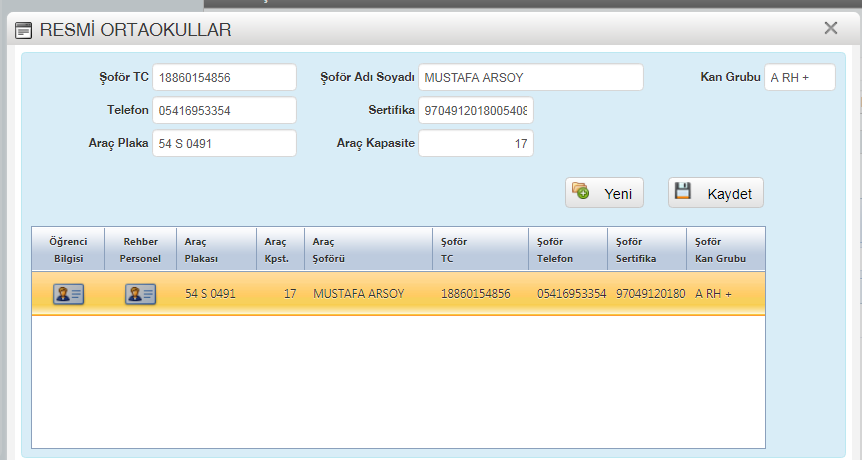 RESMİ ORTAOKULLAR
Şoför TC 18860154856 Şoför Adı Soyadı MUSTAFA ARSOY Kan Grubu A RH +
Telefon 05416953354 Sertifika 9704912018005408
Araç Plaka 54 S 0491 Araç Kapasite 17
Yeni Kaydet
Öğrenci Rehber Araç Araç Araç Şoför Şoför Şoför Şoför
Bilgisi Personel Plakası Kpst. Şoförü TC Telefon Sertifika Kan Grubu
54 S 0491 17 MUSTAFA ARSOY 18860154856 05416953354 97049120180 A RH +